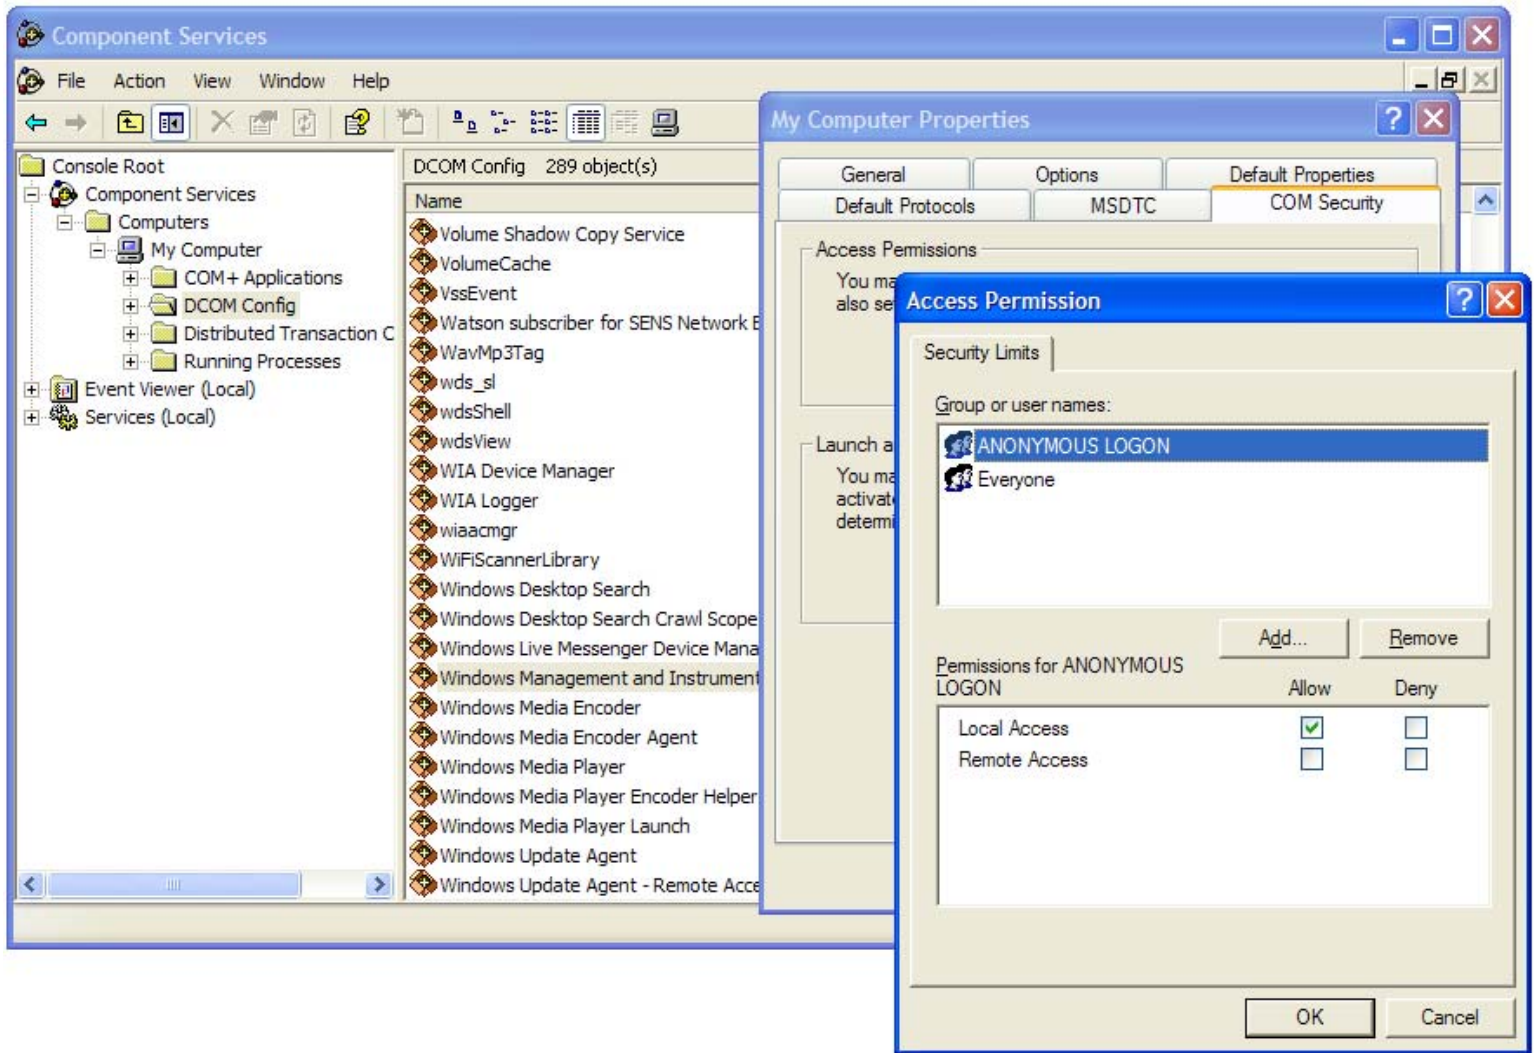 Component Services
File Action View Window Help
Console Root
Component Services
Computers
My Computer
COM+ Applications
DCOM Config
Distributed Transaction C
Running Processes
Event Viewer (Local)
Services (Local)
DCOM Config 289 object(s)
Name
Volume Shadow Copy Service
VolumeCache
VssEvent
Watson subscriber for SENS Network E
WavMp3Tag
wds_sl
wdsShell
wdsView
WIA Device Manager
WIA Logger
wiaacmgr
WiFiScannerLibrary
Windows Desktop Search
Windows Desktop Search Crawl Scope
Windows Live Messenger Device Mana
Windows Management and Instrument
Windows Media Encoder
Windows Media Encoder Agent
Windows Media Player
Windows Media Player Encoder Helper
Windows Media Player Launch
Windows Update Agent
Windows Update Agent - Remote Acce
My Computer Properties
General Options Default Properties
Default Protocols MSDTC COM Security
Access Permissions
You ma
also se
Launch a
You ma
activat
determi
Access Permission
Security Limits
Group or user names:
ANONYMOUS LOGON
Everyone
Add... Remove
Permissions for ANONYMOUS
LOGON Allow Deny
Local Access
Remote Access
OK Cancel